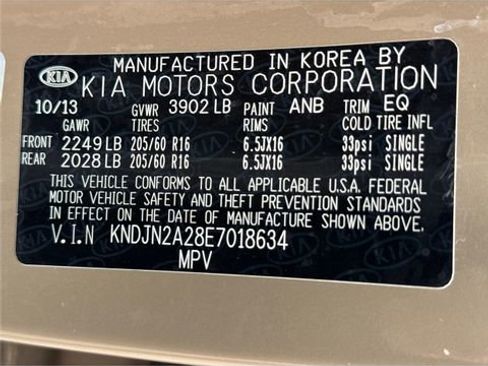 MANUFACTURED IN KOREA BY
KIA KIA MOTORS CORPORATION
10/13 GVWR 3902 LB PAINT ANB TRIM EQ
GAWR TIRES RIMS COLD TIRE INFL
FRONT 2249 LB 205/60 R16 6.5JX16 33psi SINGLE
REAR 2028 LB 205/60 R16 6.5JX16 33psi SINGLE
THIS VEHICLE CONFORMS TO ALL APPLICABLE U.S.A. FEDERAL
MOTOR VEHICLE SAFETY AND THEFT PREVENTION STANDARDS
IN EFFECT ON THE DATE OF MANUFACTURE SHOWN ABOVE.
V.I.N KNDJN2A28E7018634
MPV